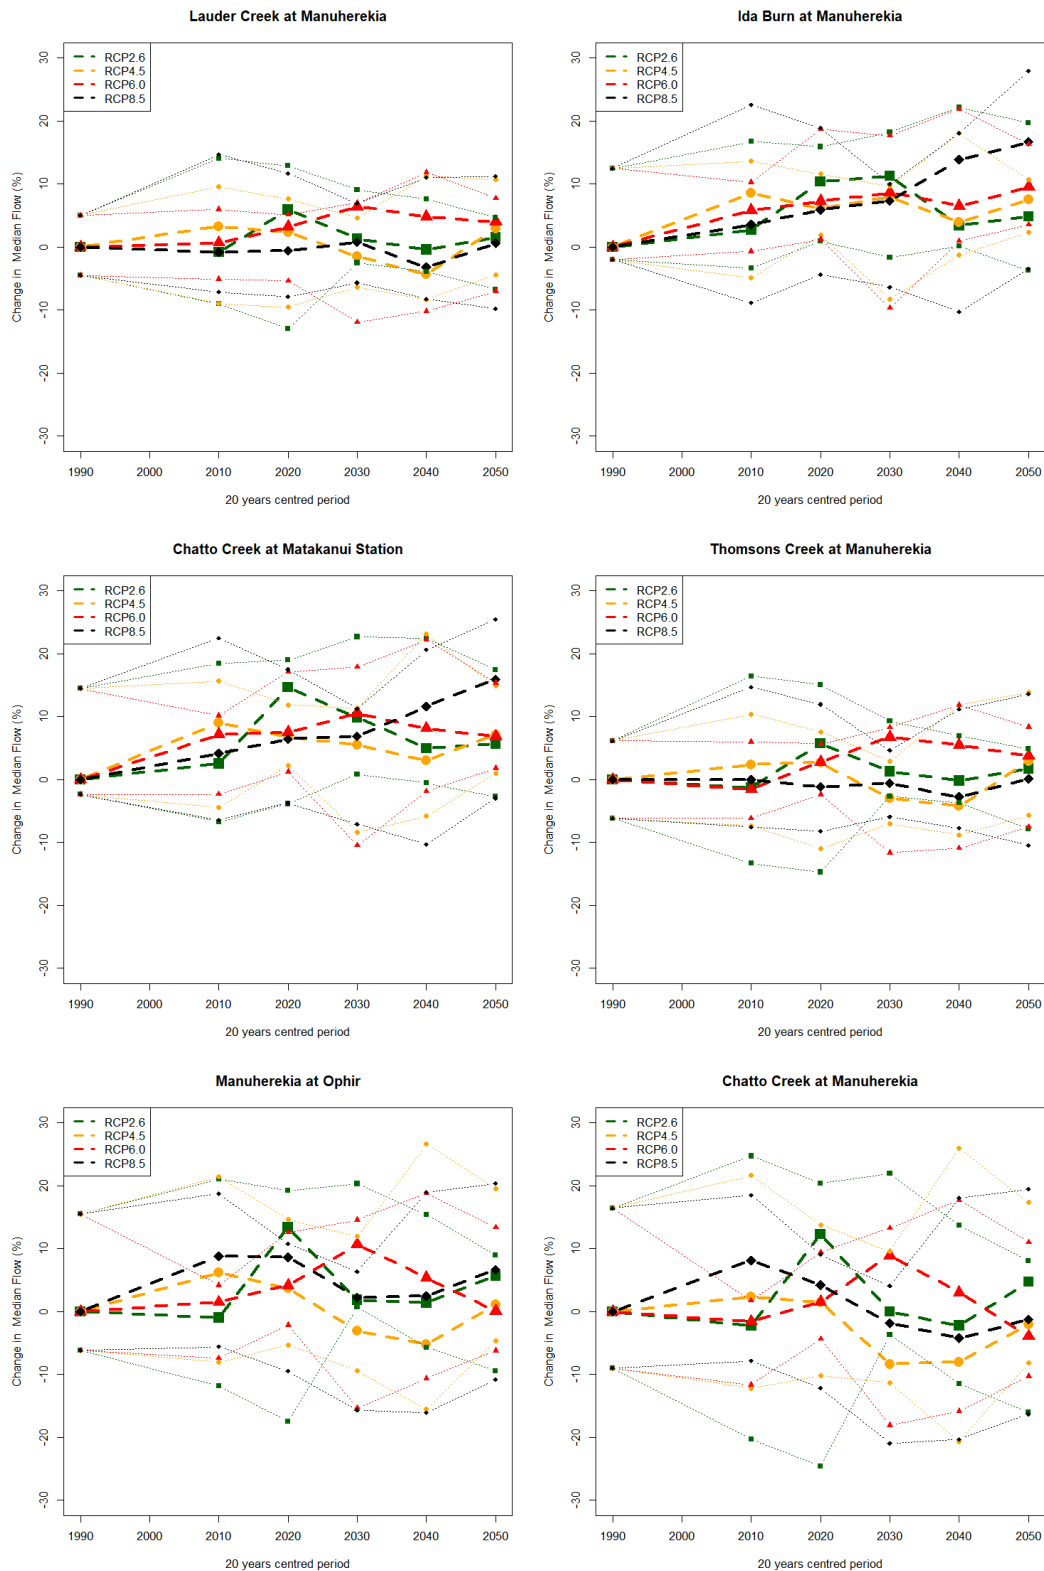 Lauder Creek at Manuherekia
Change in Median Flow (%)
30
20
10
0
-10
-20
-30
RCP2.6
RCP4.5
RCP6.0
RCP8.5
1990 2000 2010 2020 2030 2040 2050
20 years centred period
Ida Burn at Manuherekia
Change in Median Flow (%)
30
20
10
0
-10
-20
-30
RCP2.6
RCP4.5
RCP6.0
RCP8.5
1990 2000 2010 2020 2030 2040 2050
20 years centred period
Chatto Creek at Matakanui Station
Change in Median Flow (%)
30
20
10
0
-10
-20
-30
RCP2.6
RCP4.5
RCP6.0
RCP8.5
1990 2000 2010 2020 2030 2040 2050
20 years centred period
Thomsons Creek at Manuherekia
Change in Median Flow (%)
30
20
10
0
-10
-20
-30
RCP2.6
RCP4.5
RCP6.0
RCP8.5
1990 2000 2010 2020 2030 2040 2050
20 years centred period
Manuherekia at Ophir
Change in Median Flow (%)
30
20
10
0
-10
-20
-30
RCP2.6
RCP4.5
RCP6.0
RCP8.5
1990 2000 2010 2020 2030 2040 2050
20 years centred period
Chatto Creek at Manuherekia
Change in Median Flow (%)
30
20
10
0
-10
-20
-30
RCP2.6
RCP4.5
RCP6.0
RCP8.5
1990 2000 2010 2020 2030 2040 2050
20 years centred period